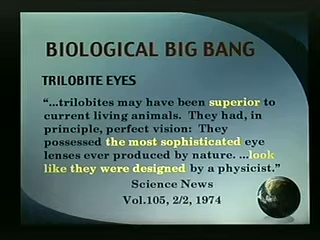 BIOLOGICAL BIG BANG
TRILOBITE EYES
“...trilobites may have been superior to
current living animals. They had, in
principle, perfect vision: They
possessed the most sophisticated eye
lenses ever produced by nature. ...look
like they were designed by a physicist.”
Science News
Vol.105, 2/2, 1974